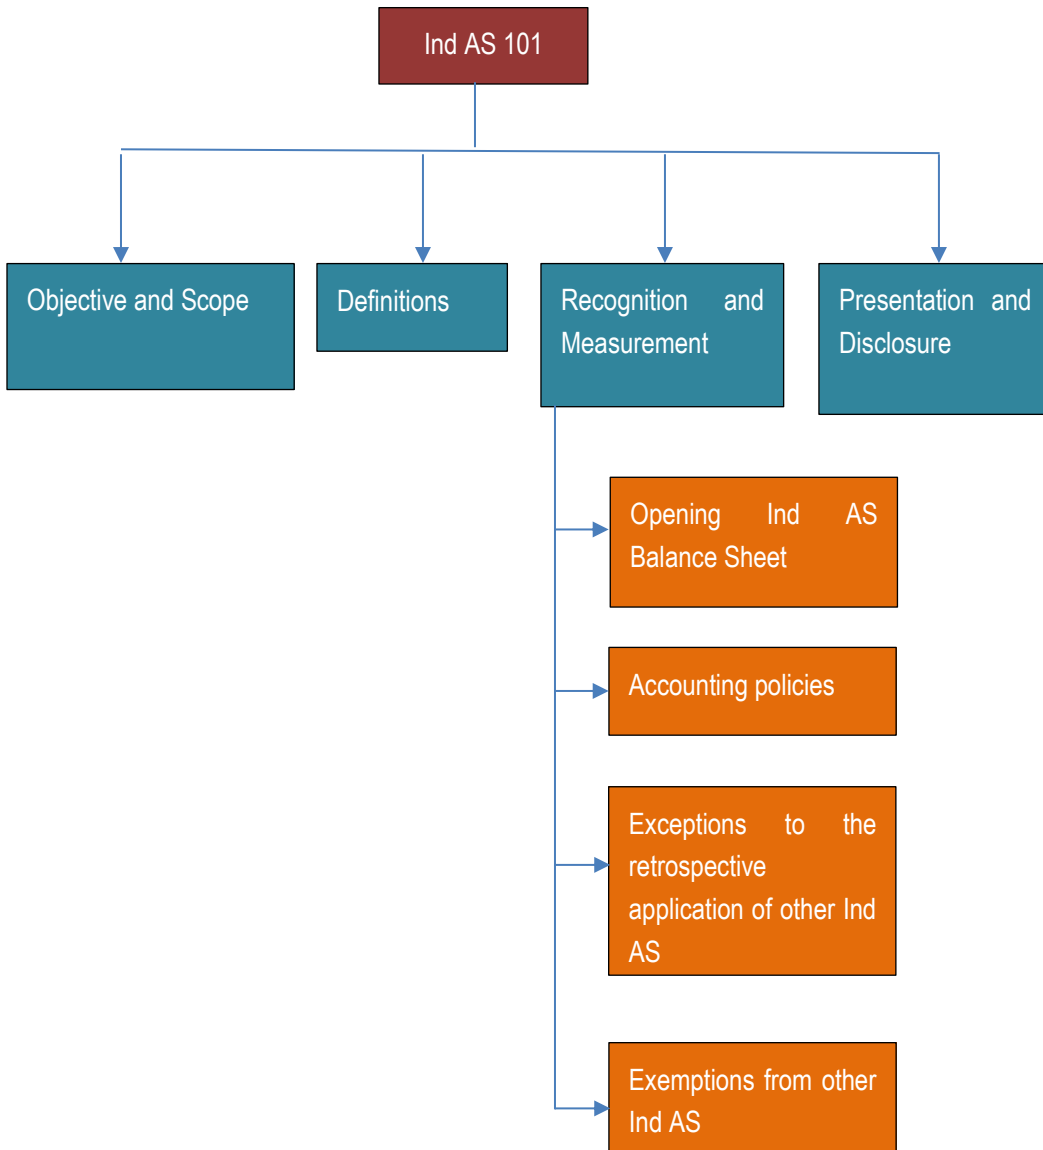 Ind AS 101
Objective and Scope
Definitions
Recognition and
Measurement
Presentation and
Disclosure
Opening Ind AS
Balance Sheet
Accounting policies
Exceptions to the
retrospective
application of other Ind
AS
Exemptions from other
Ind AS